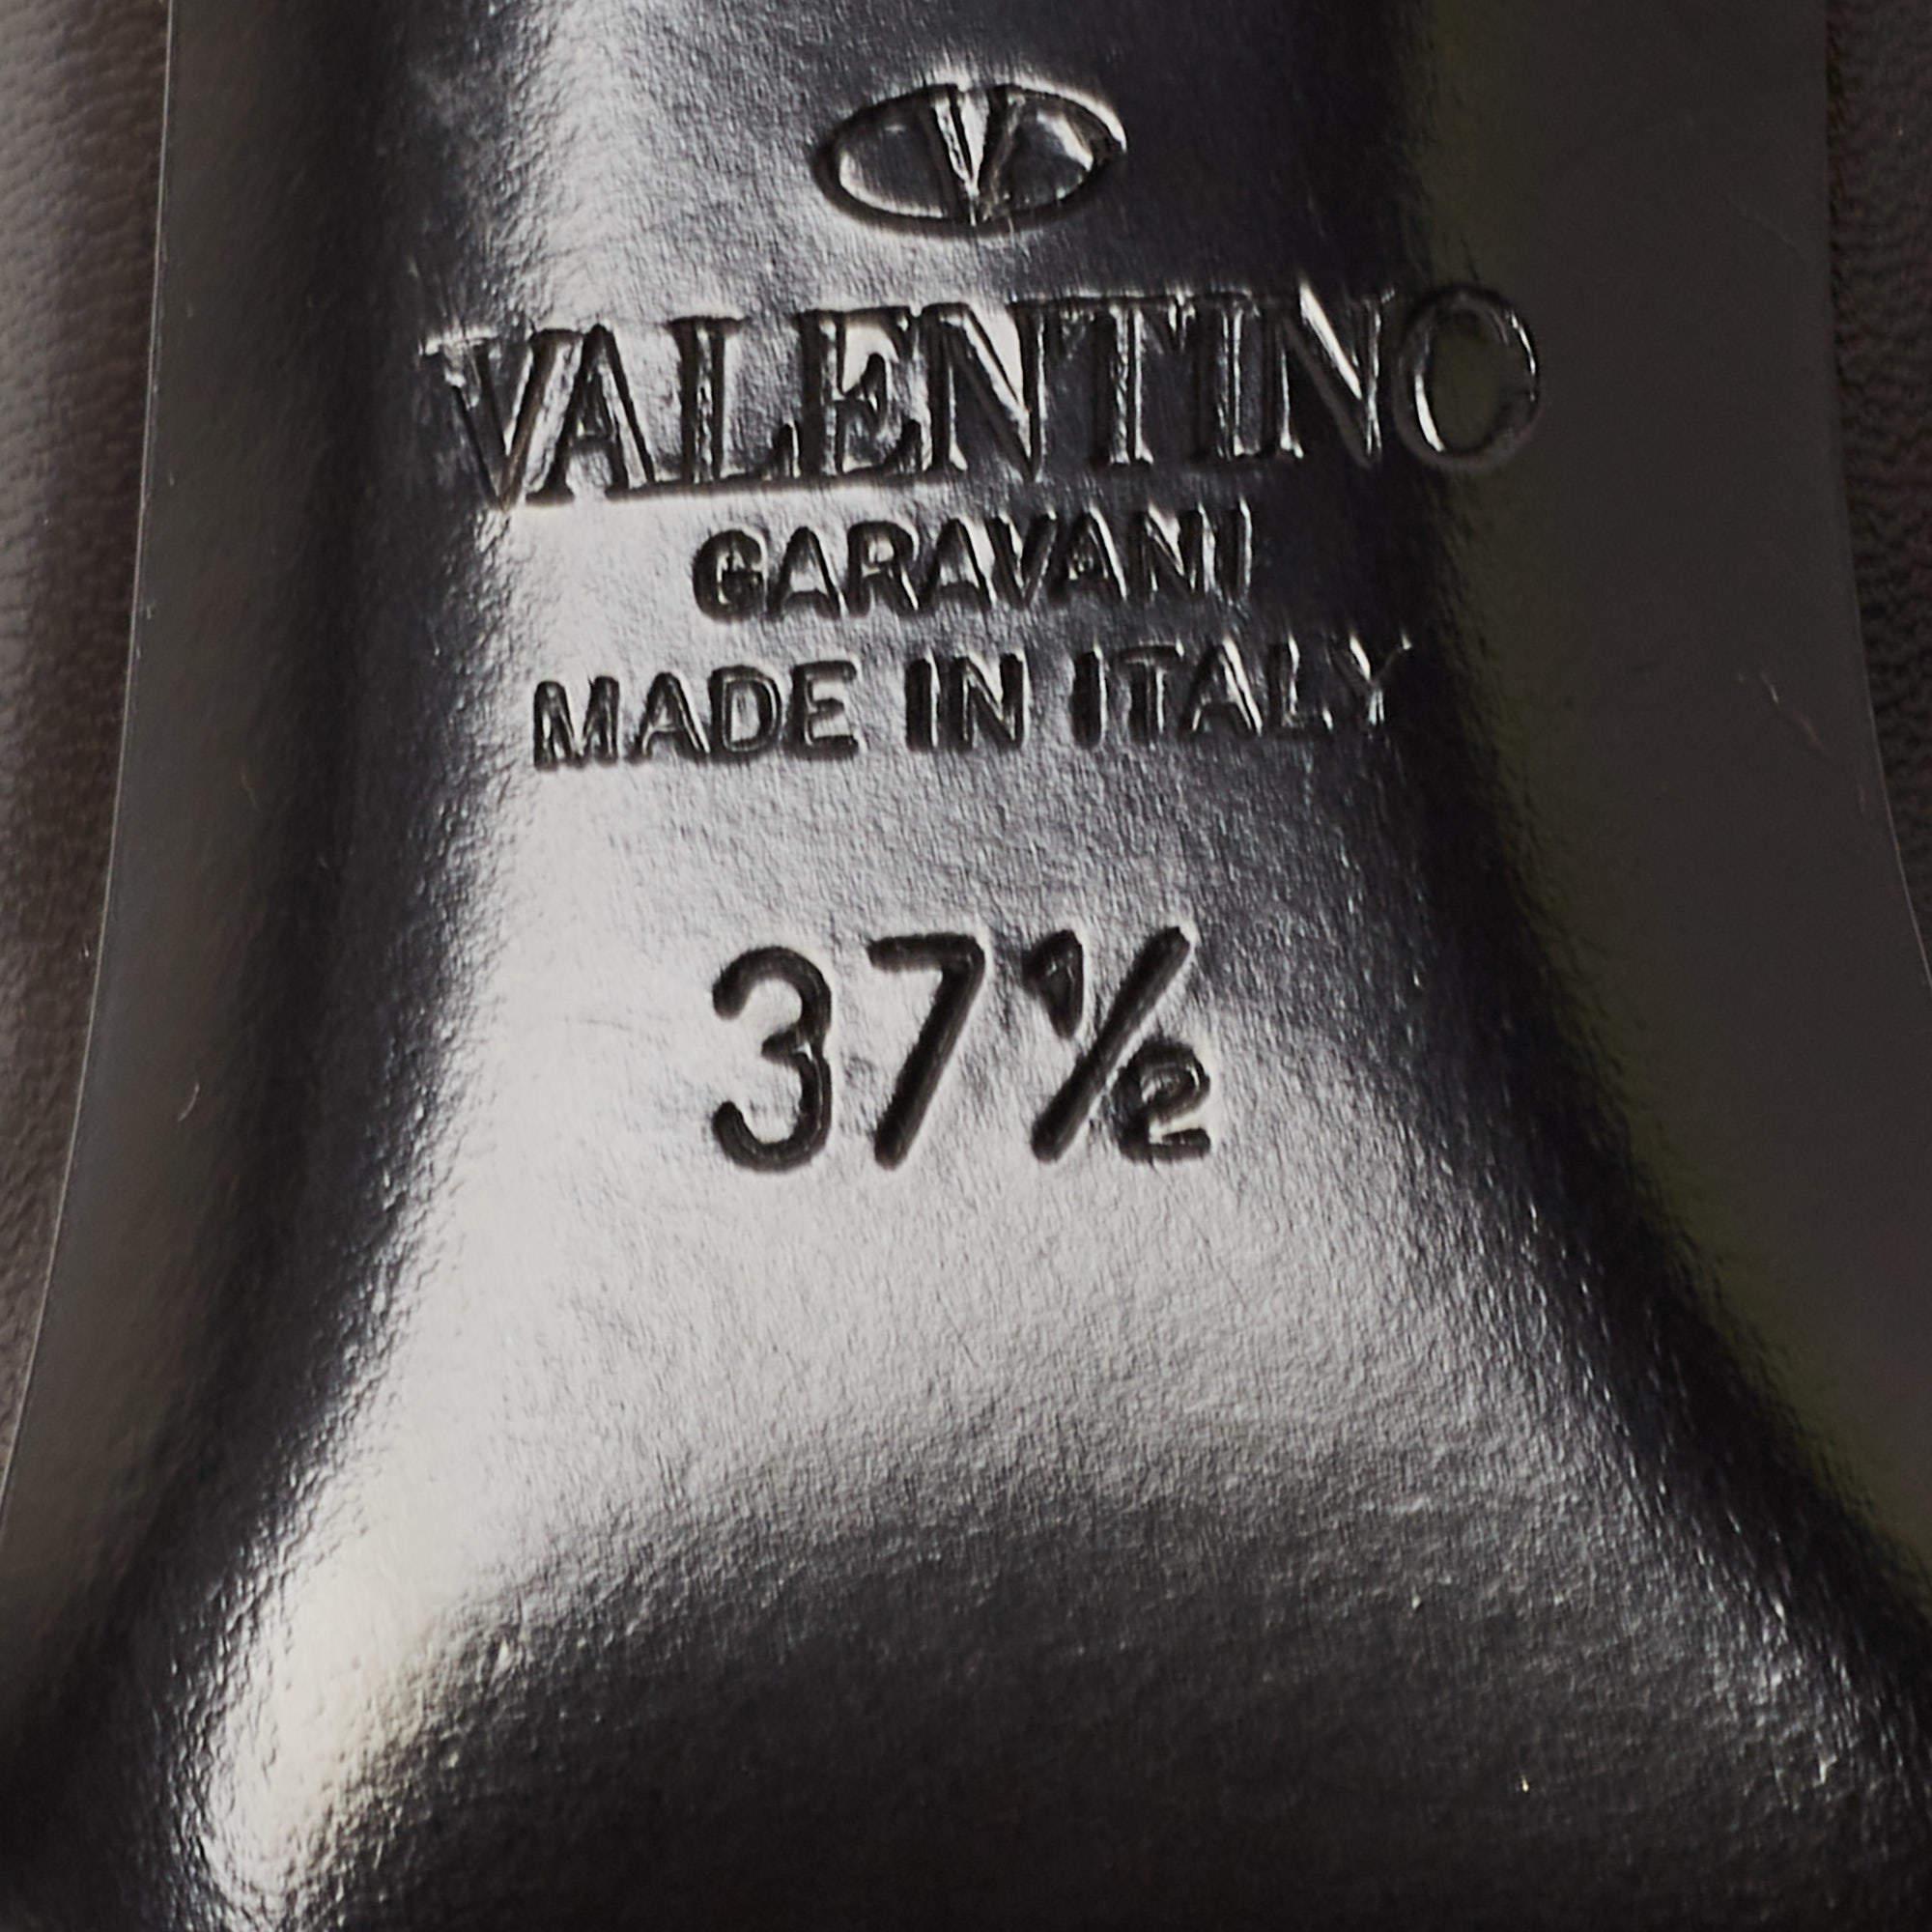 V
VALENTINO
GARAVANI
MADE IN ITALY
37½